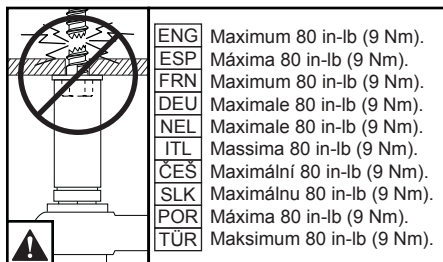 ENG Maximum 80 in-lb (9 Nm).
ESP Máxima 80 in-lb (9 Nm).
FRN Maximum 80 in-lb (9 Nm).
DEU Maximale 80 in-lb (9 Nm).
NEL Maximale 80 in-lb (9 Nm).
ITL Massima 80 in-lb (9 Nm).
ČEŠ Maximální 80 in-lb (9 Nm).
SLK Maximálnu 80 in-lb (9 Nm).
POR Máxima 80 in-lb (9 Nm).
TÜR Maksimum 80 in-lb (9 Nm).